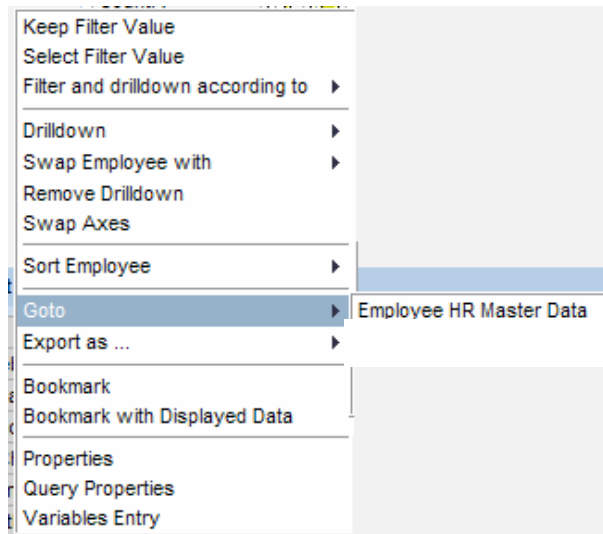 Keep Filter Value
Select Filter Value
Filter and drilldown according to
Drilldown
Swap Employee with
Remove Drilldown
Swap Axes
Sort Employee
Goto
Employee HR Master Data
Export as ...
Bookmark
Bookmark with Displayed Data
Properties
Query Properties
Variables Entry